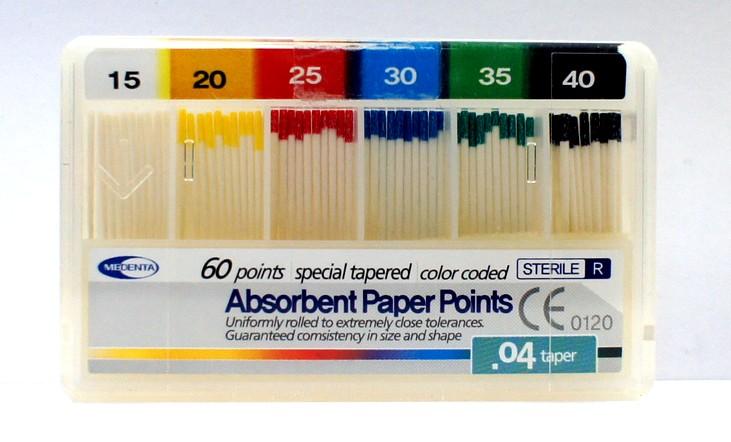 15 20 25 30 35 40
MEDENTA
60 points special tapered color coded STERILE R
Absorbent Paper Points CE 0120
Uniformly rolled to extremely close tolerances.
Guaranteed comsistency in size and shape
.04 taper